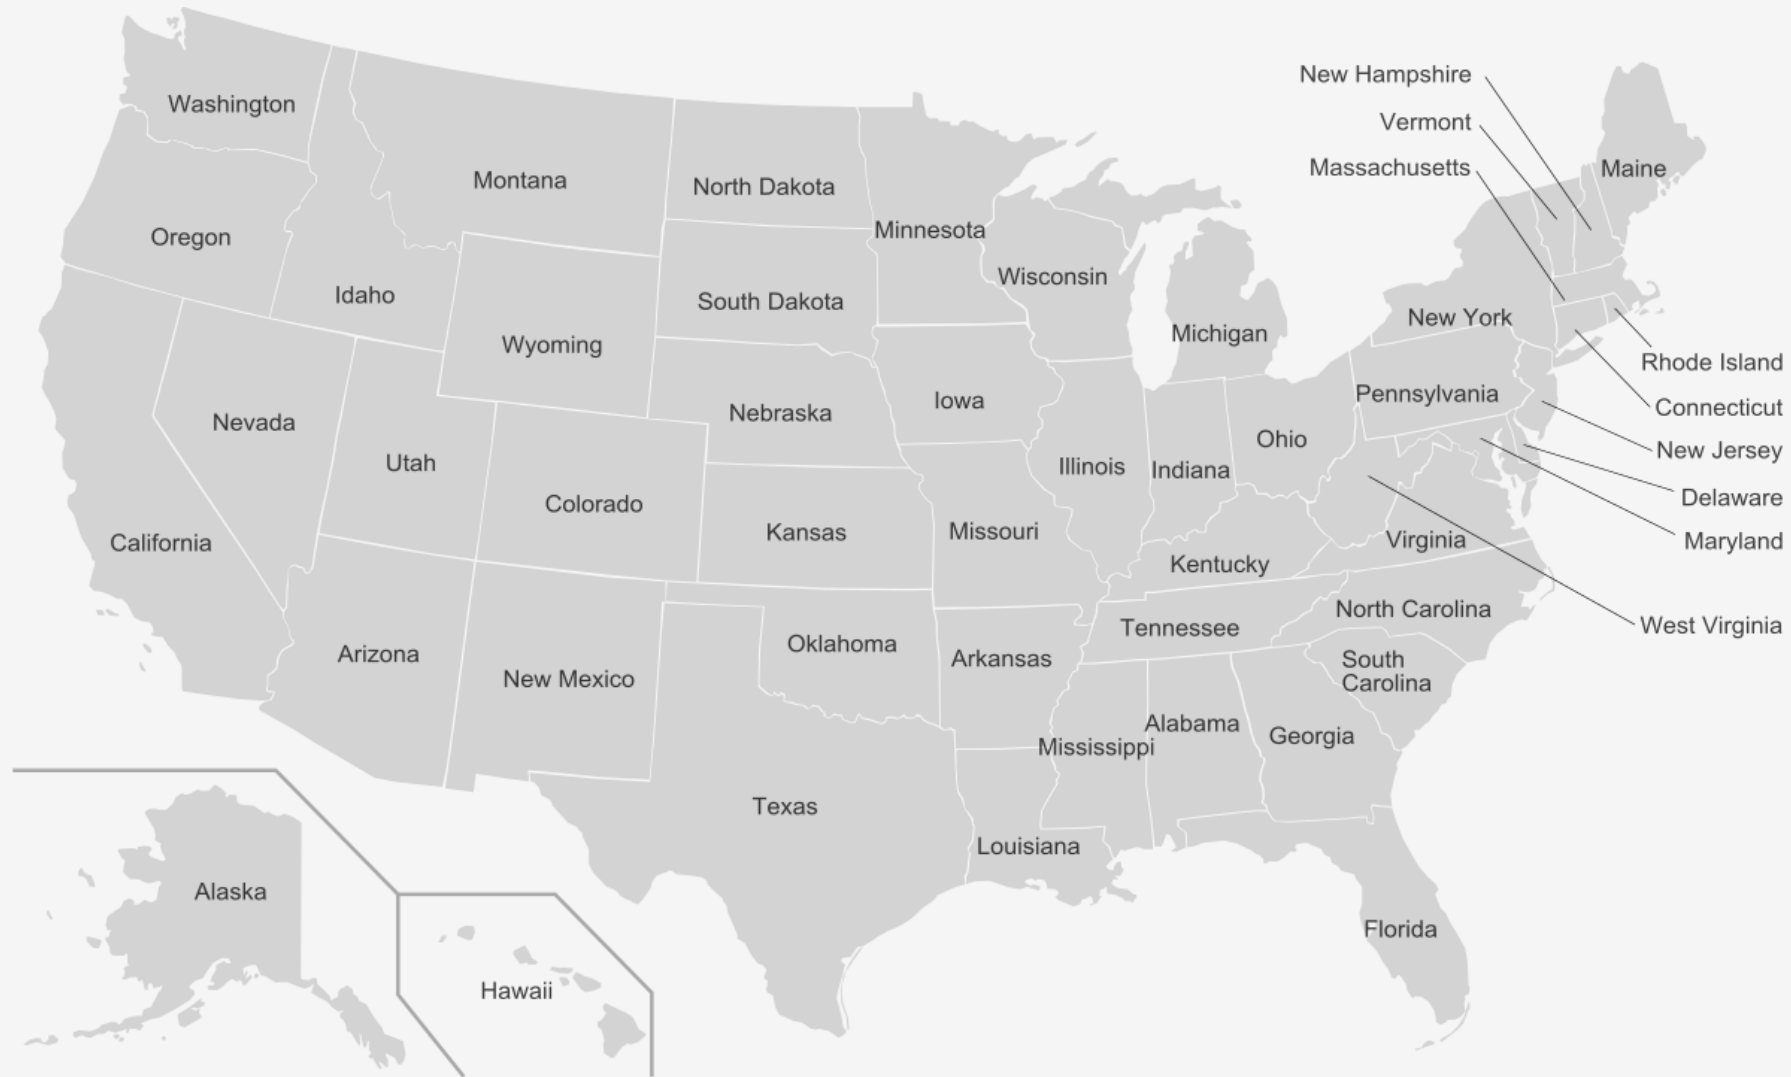 New Hampshire
Washington
Vermont
Massachusetts
Maine
Montana
North Dakota
Minnesota
Oregon
Wisconsin
Idaho
South Dakota
New York
Michigan
Wyoming
Rhode Island
Pennsylvania
Iowa
Connecticut
Nebraska
Nevada
Ohio
New Jersey
Utah
Illinois
Indiana
Delaware
Colorado
Kansas
Missouri
Virginia
Maryland
California
Kentucky
North Carolina
West Virginia
Tennessee
Oklahoma
Arizona
Arkansas
South
Carolina
New Mexico
Alabama
Georgia
Mississippi
Texas
Louisiana
Alaska
Florida
Hawaii